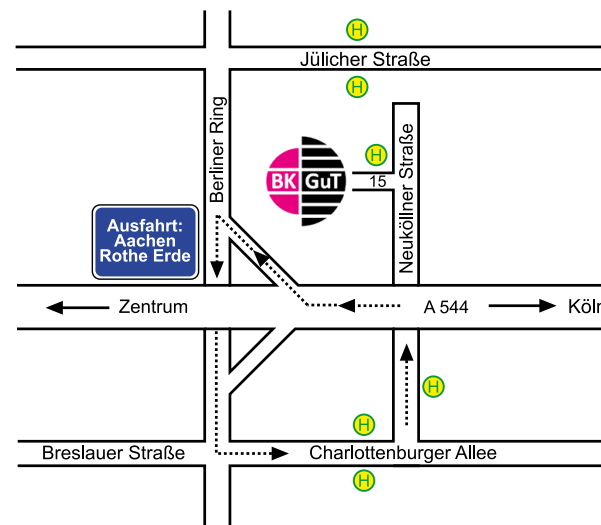 H
Jülicher Straße
H
Berliner Ring
H
BK GuT
15
Neuköllner Straße
Ausfahrt:
Aachen
Rothe Erde
Zentrum
A 544
Köln
H
H
Breslauer Straße
Charlottenburger Allee
H